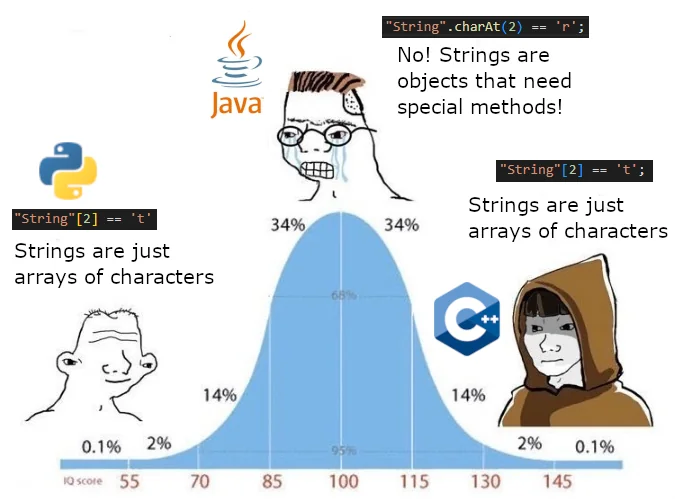 "String".charAt(2) == 'r';
No! Strings are
objects that need
special methods!
Java
"String"[2] == 't'
Strings are just
arrays of characters
"String"[2] == 't';
Strings are just
arrays of characters
C++
34% 34%
68%
14% 14%
0.1% 2% 95% 2% 0.1%
IQ score 55 70 85 100 115 130 145